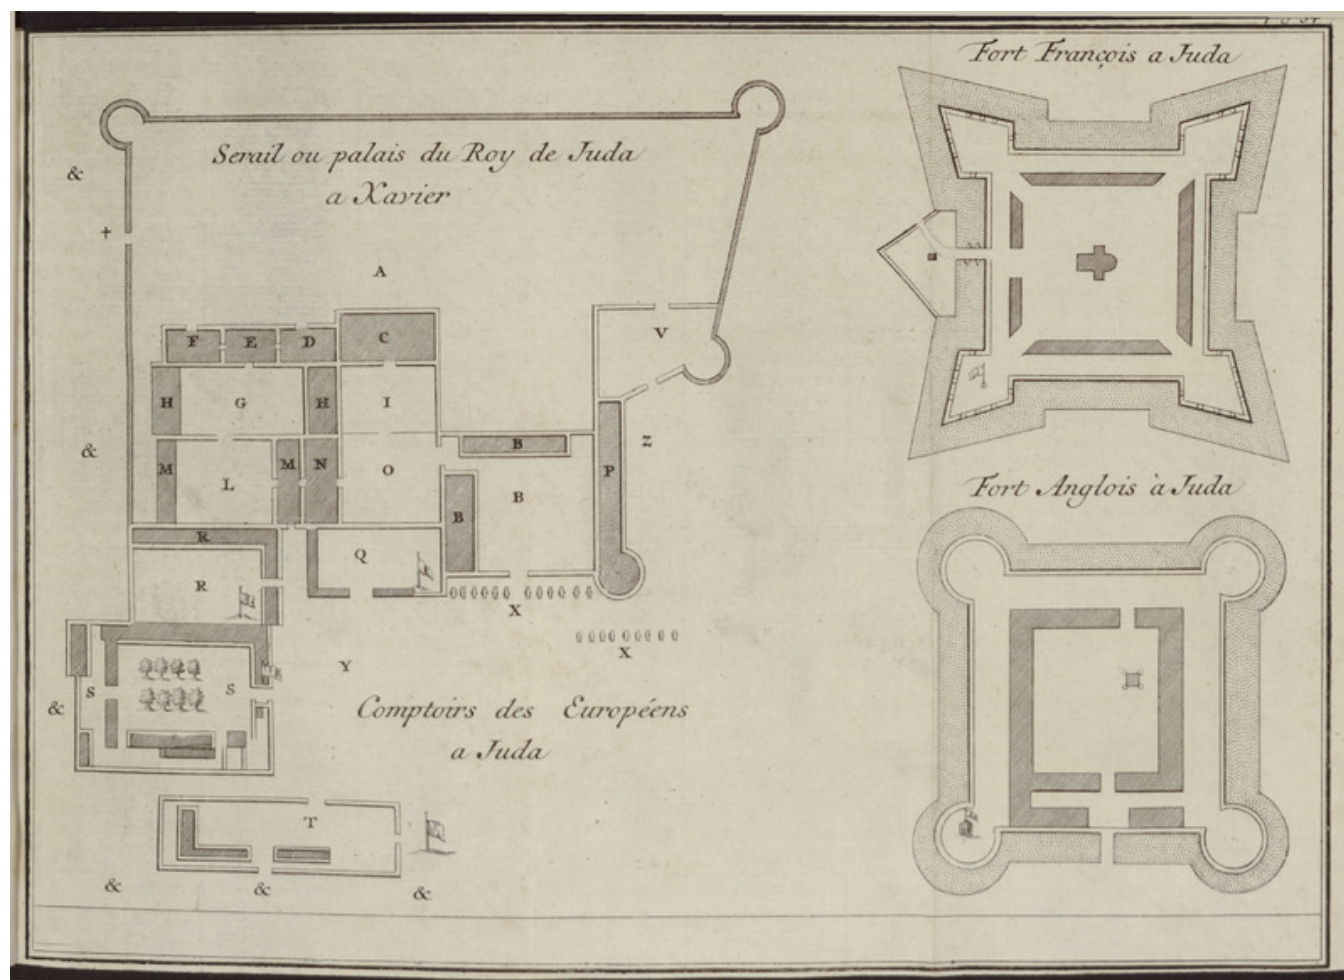 Fort François a Juda
Serail ou palais du Roy de Juda
a Xavier
&
†
A
F E D C
V
H G H I
B
Z
&
M L M N O
P
B
B
R
Q
R
X
X
Y
S S
&
Comptoirs des Européens
a Juda
T
& & &
Fort Anglois à Juda